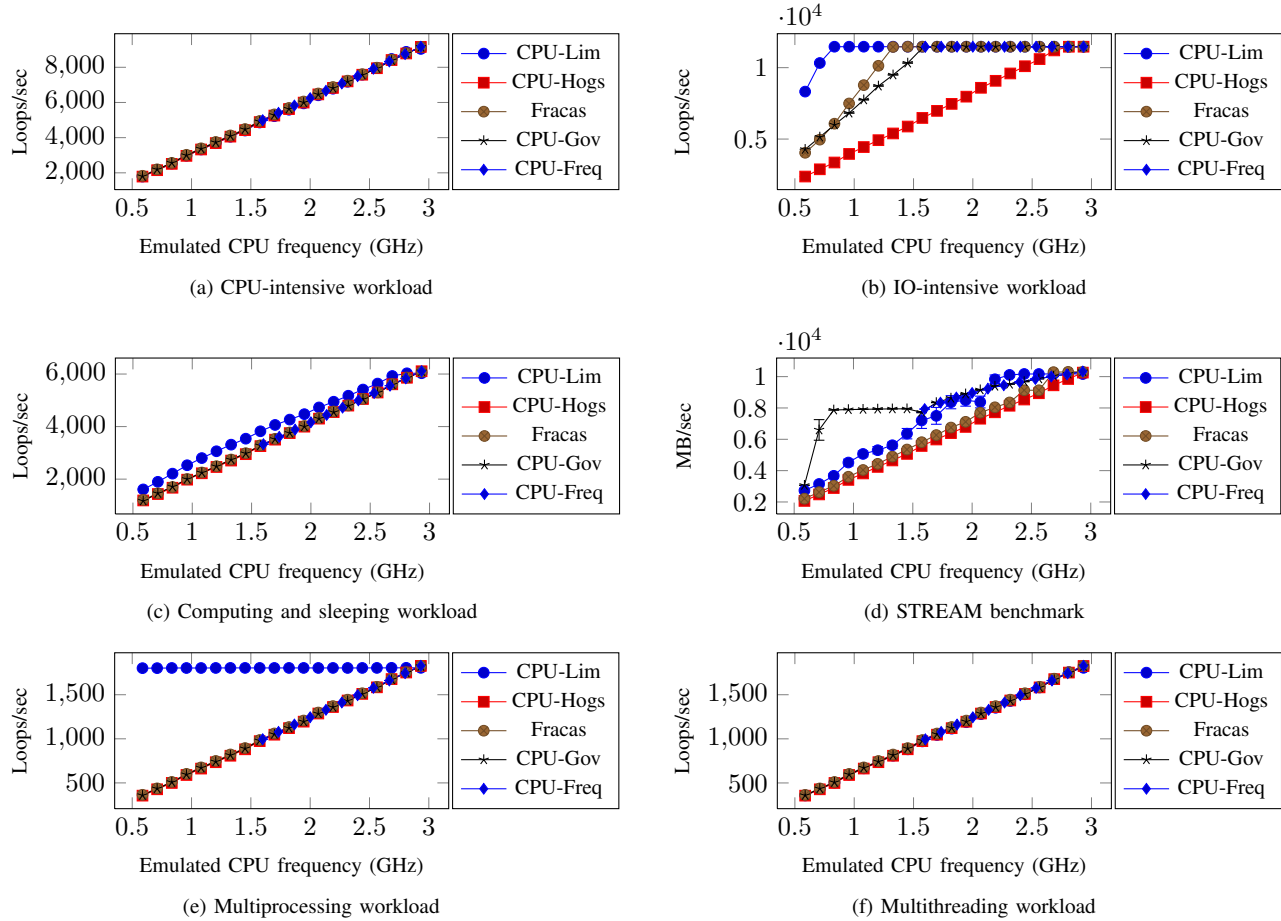 8,000
6,000
4,000
2,000
Loops/sec
0.5 1 1.5 2 2.5 3
Emulated CPU frequency (GHz)
CPU-Lim
CPU-Hogs
Fracas
CPU-Gov
CPU-Freq
(a) CPU-intensive workload
·10⁴
1
0.5
Loops/sec
0.5 1 1.5 2 2.5 3
Emulated CPU frequency (GHz)
CPU-Lim
CPU-Hogs
Fracas
CPU-Gov
CPU-Freq
(b) IO-intensive workload
6,000
4,000
2,000
Loops/sec
0.5 1 1.5 2 2.5 3
Emulated CPU frequency (GHz)
CPU-Lim
CPU-Hogs
Fracas
CPU-Gov
CPU-Freq
(c) Computing and sleeping workload
·10⁴
1
0.8
0.6
0.4
0.2
MB/sec
0.5 1 1.5 2 2.5 3
Emulated CPU frequency (GHz)
CPU-Lim
CPU-Hogs
Fracas
CPU-Gov
CPU-Freq
(d) STREAM benchmark
1,500
1,000
500
Loops/sec
0.5 1 1.5 2 2.5 3
Emulated CPU frequency (GHz)
CPU-Lim
CPU-Hogs
Fracas
CPU-Gov
CPU-Freq
(e) Multiprocessing workload
1,500
1,000
500
Loops/sec
0.5 1 1.5 2 2.5 3
Emulated CPU frequency (GHz)
CPU-Lim
CPU-Hogs
Fracas
CPU-Gov
CPU-Freq
(f) Multithreading workload